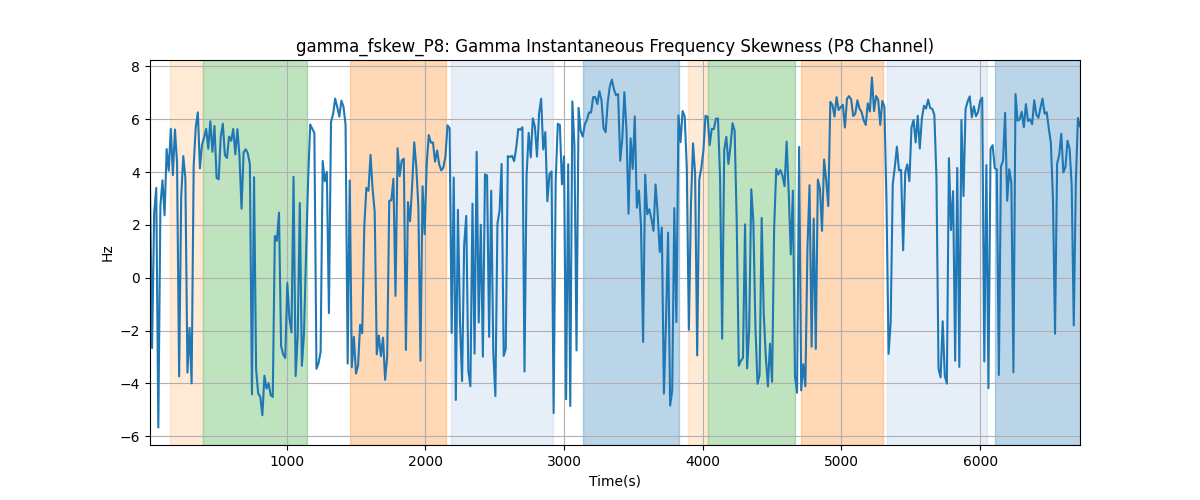 gamma_fskew_P8: Gamma Instantaneous Frequency Skewness (P8 Channel)
8
6
4
2
0
−2
−4
−6
Hz
1000 2000 3000 4000 5000 6000
Time(s)